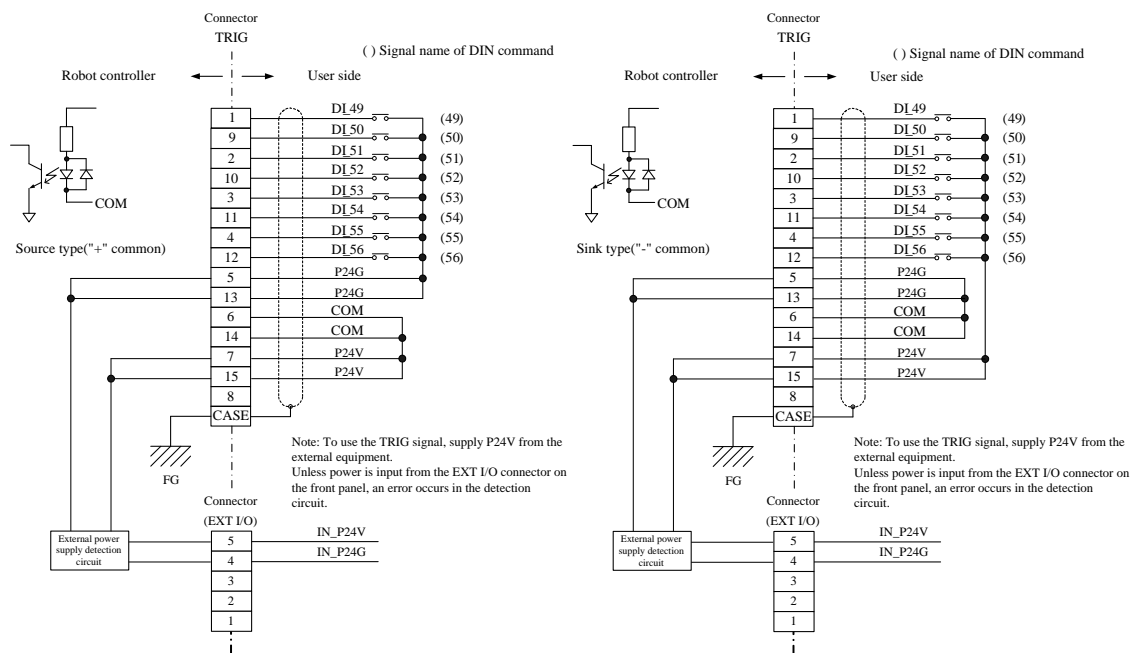 Connector
TRIG
( ) Signal name of DIN command
Robot controller
User side
1 DI_49 (49)
9 DI_50 (50)
2 DI_51 (51)
10 DI_52 (52)
3 DI_53 (53)
COM
11 DI_54 (54)
4 DI_55 (55)
Source type("+" common)
12 DI_56 (56)
5 P24G
13 P24G
6 COM
14 COM
7 P24V
15 P24V
8
CASE
FG
Note: To use the TRIG signal, supply P24V from the
external equipment.
Unless power is input from the EXT I/O connector on
the front panel, an error occurs in the detection
circuit.
Connector
(EXT I/O)
External power
supply detection
circuit
5 IN_P24V
4 IN_P24G
3
2
1
Connector
TRIG
( ) Signal name of DIN command
Robot controller
User side
1 DI_49 (49)
9 DI_50 (50)
2 DI_51 (51)
10 DI_52 (52)
3 DI_53 (53)
COM
11 DI_54 (54)
4 DI_55 (55)
Sink type("-" common)
12 DI_56 (56)
5 P24G
13 P24G
6 COM
14 COM
7 P24V
15 P24V
8
CASE
FG
Note: To use the TRIG signal, supply P24V from the
external equipment.
Unless power is input from the EXT I/O connector on
the front panel, an error occurs in the detection
circuit.
Connector
(EXT I/O)
External power
supply detection
circuit
5 IN_P24V
4 IN_P24G
3
2
1